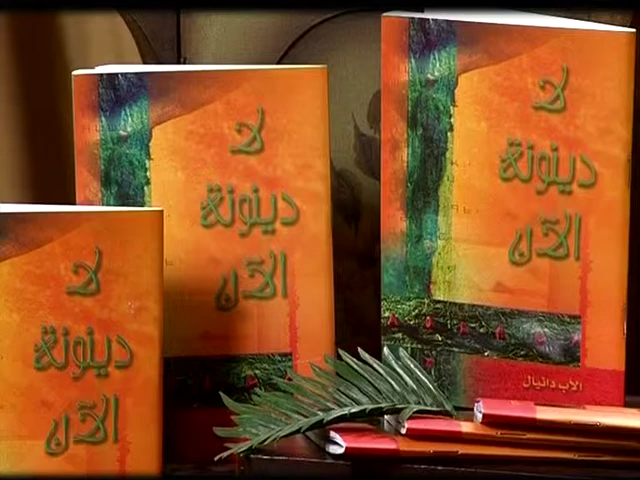 لا
دينونة
الآن
لا
دينونة
الآن
الأب دانيال
لا
دينونة
الآن